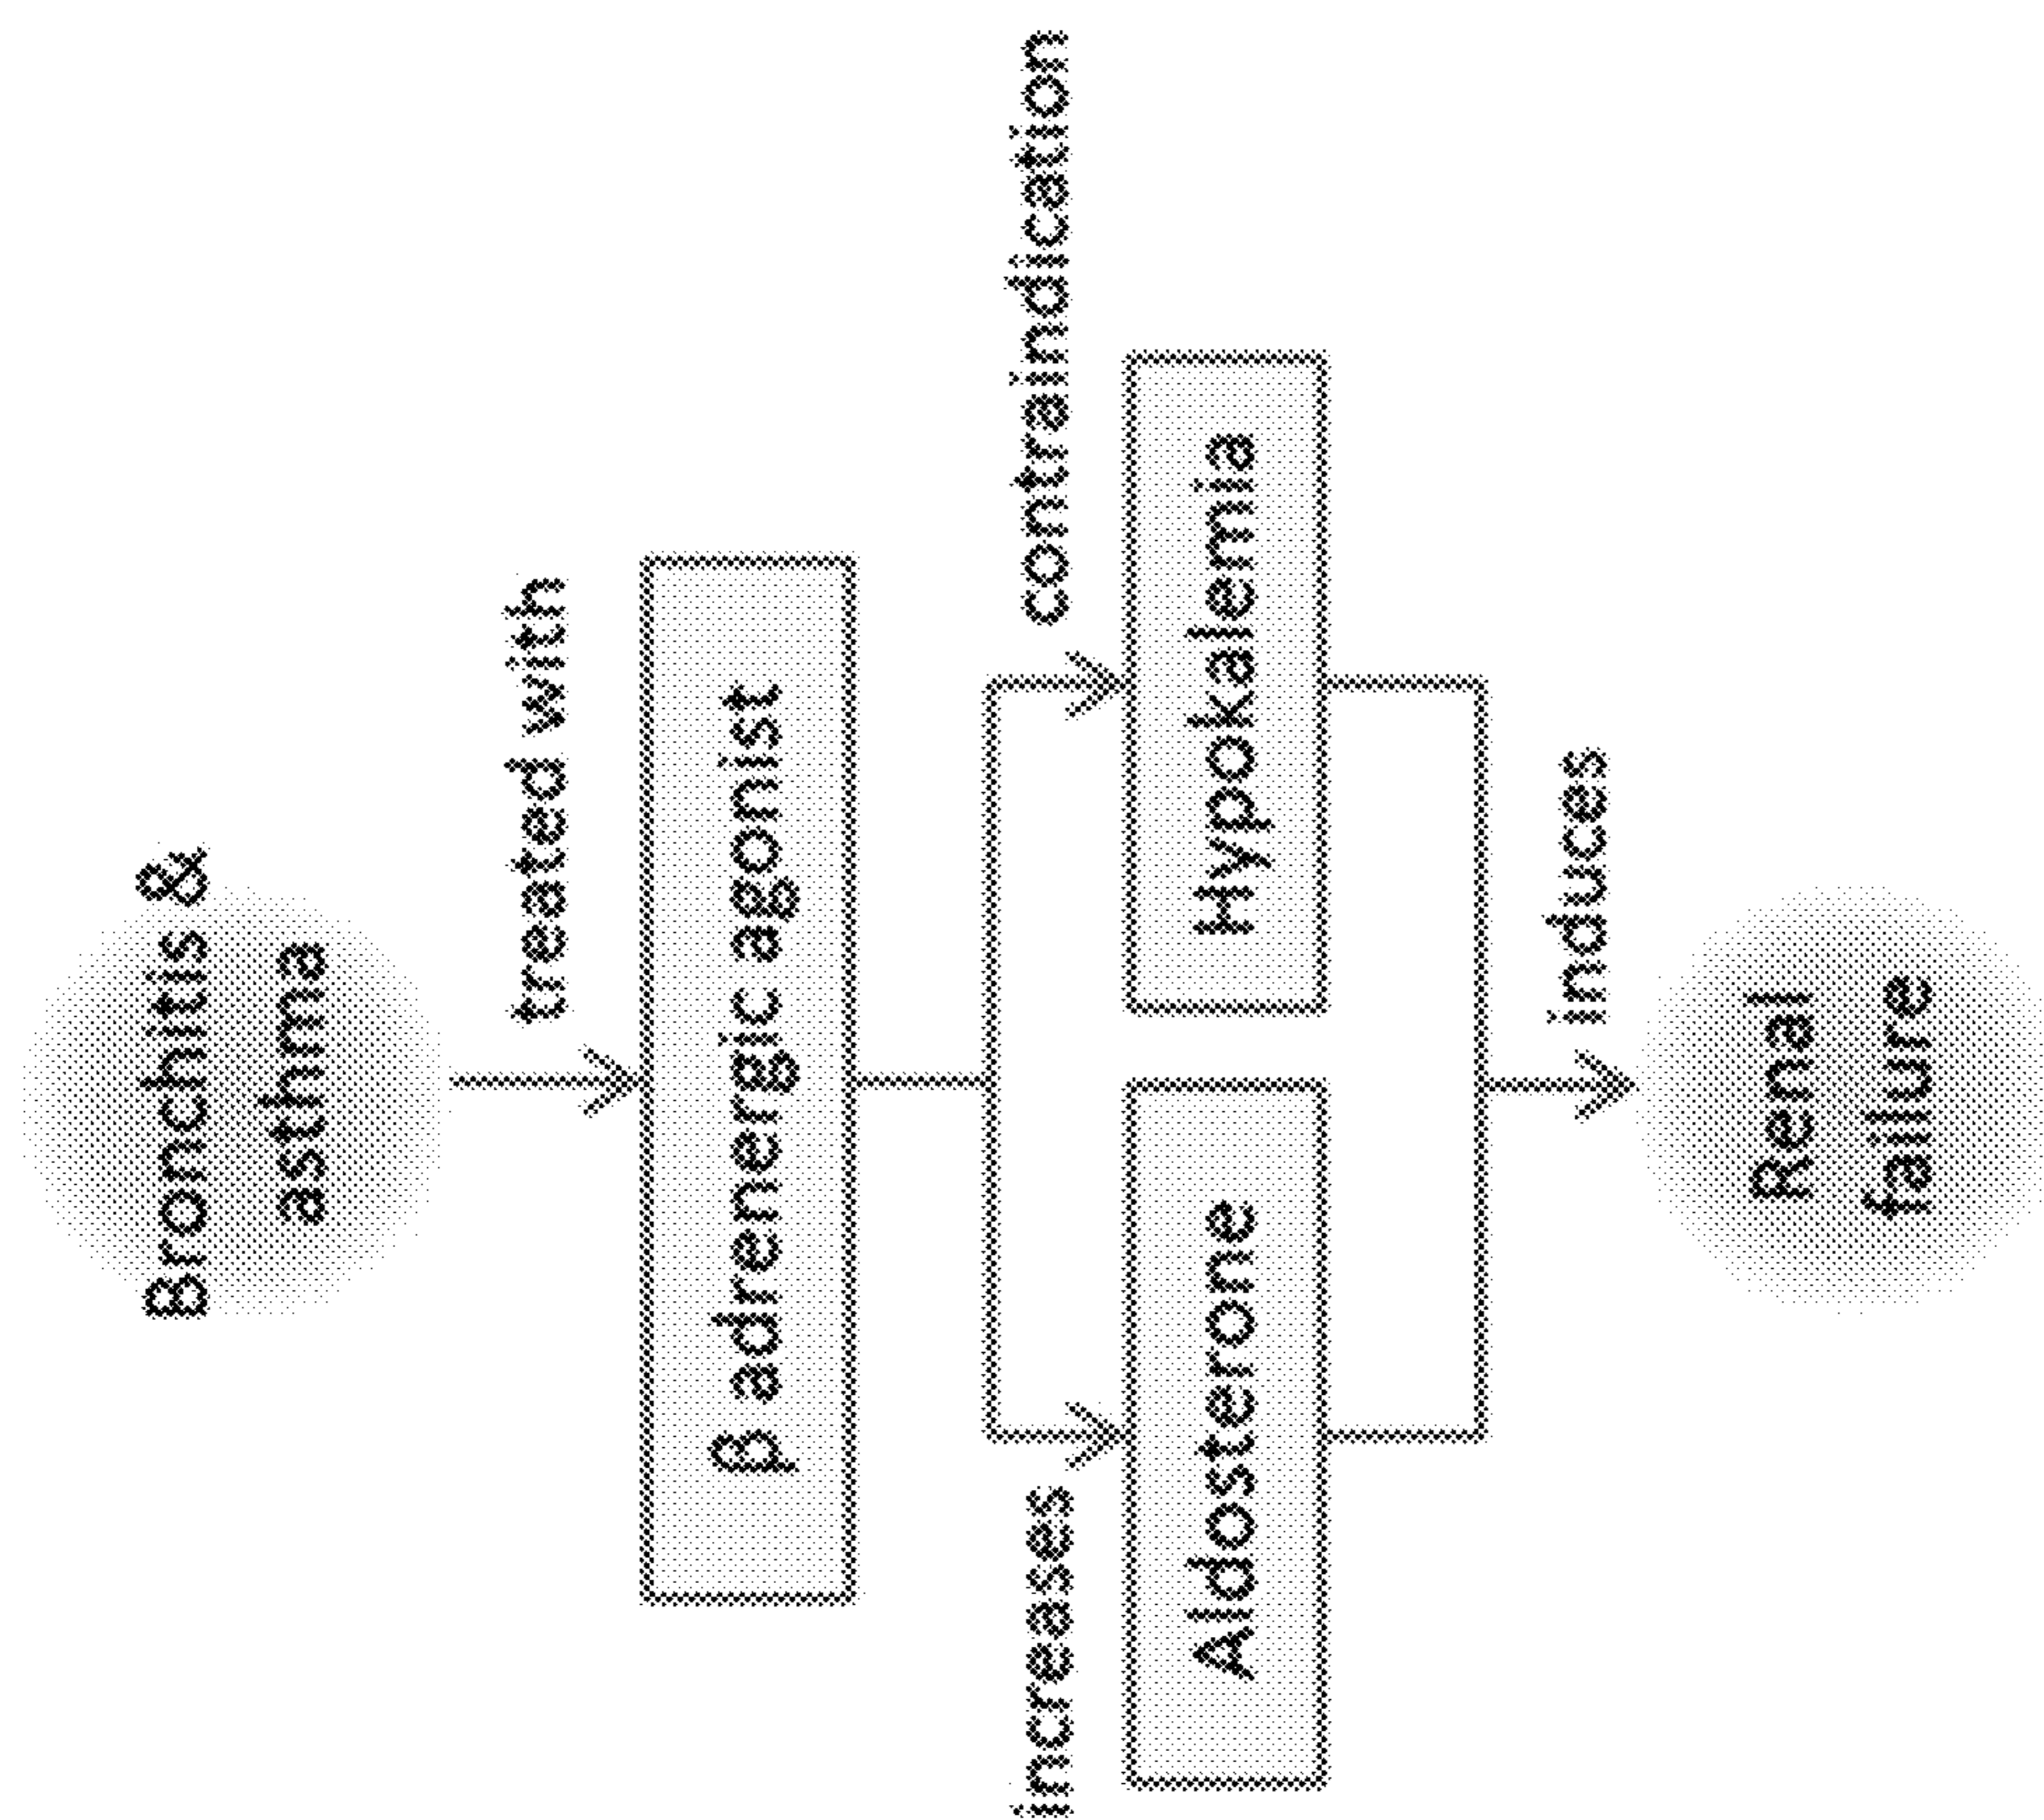 Bronchitis &
asthma
treated with
β adrenergic agonist
increases
contraindication
Aldosterone
Hypokalemia
induces
Renal
failure